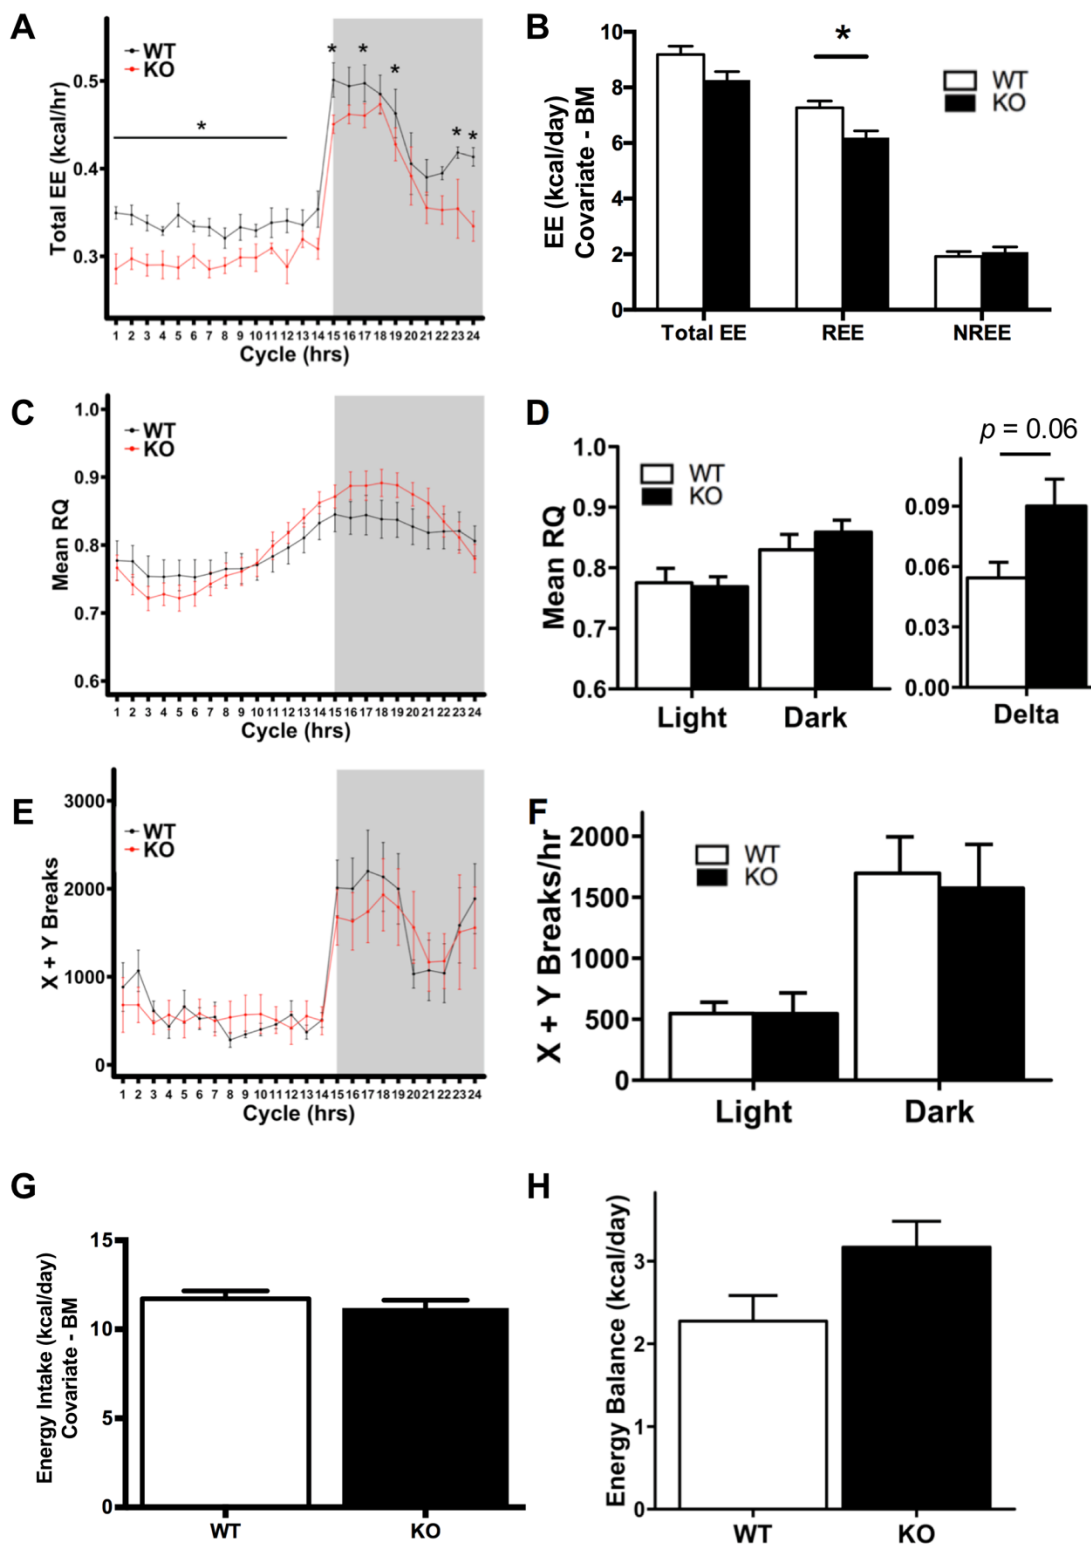 A
WT
KO
*
* * *
* *
Total EE (kcal/hr)
0.5
0.4
0.3
1 2 3 4 5 6 7 8 9 10 11 12 13 14 15 16 17 18 19 20 21 22 23 24
Cycle (hrs)
B
*
WT
KO
EE (kcal/day)
Covariate - BM
10
8
6
4
2
0
Total EE REE NREE
C
WT
KO
Mean RQ
1.0
0.9
0.8
0.7
0.6
1 2 3 4 5 6 7 8 9 10 11 12 13 14 15 16 17 18 19 20 21 22 23 24
Cycle (hrs)
D
WT
KO
Mean RQ
1.0
0.9
0.8
0.7
0.6
Light Dark
p = 0.06
0.09
0.06
0.03
0.00
Delta
E
WT
KO
X + Y Breaks
3000
2000
1000
0
1 2 3 4 5 6 7 8 9 10 11 12 13 14 15 16 17 18 19 20 21 22 23 24
Cycle (hrs)
F
WT
KO
X + Y Breaks/hr
2000
1500
1000
500
0
Light Dark
G
Energy Intake (kcal/day)
Covariate - BM
15
10
5
0
WT KO
H
Energy Balance (kcal/day)
3
2
1
0
WT KO